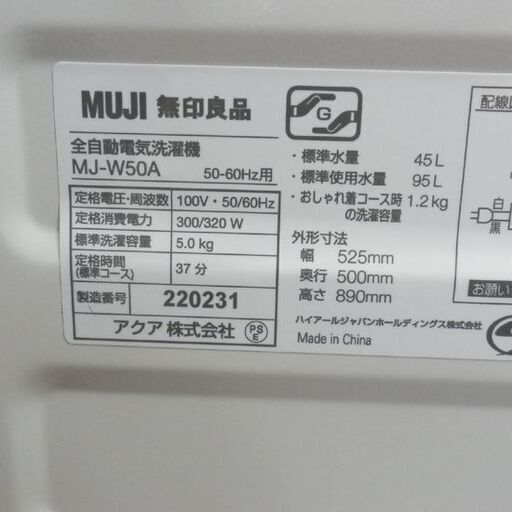 MUJI 無印良品
全自動電気洗濯機
MJ-W50A 50-60Hz用
定格電圧・周波数 100V・50/60Hz
定格消費電力 300/320 W
標準洗濯容量 5.0 kg
定格時間
(標準コース) 37 分
製造番号 220231
アクア株式会社 PS E
G
・標準水量 45 L
・標準使用水量 95 L
・おしゃれ着コース時 1.2 kg
の洗濯容量
外形寸法
幅 525mm
奥行 500mm
高さ 890mm
ハイアールジャパンホールディングス株式会社
Made in China
配線図
白
黒
お願い